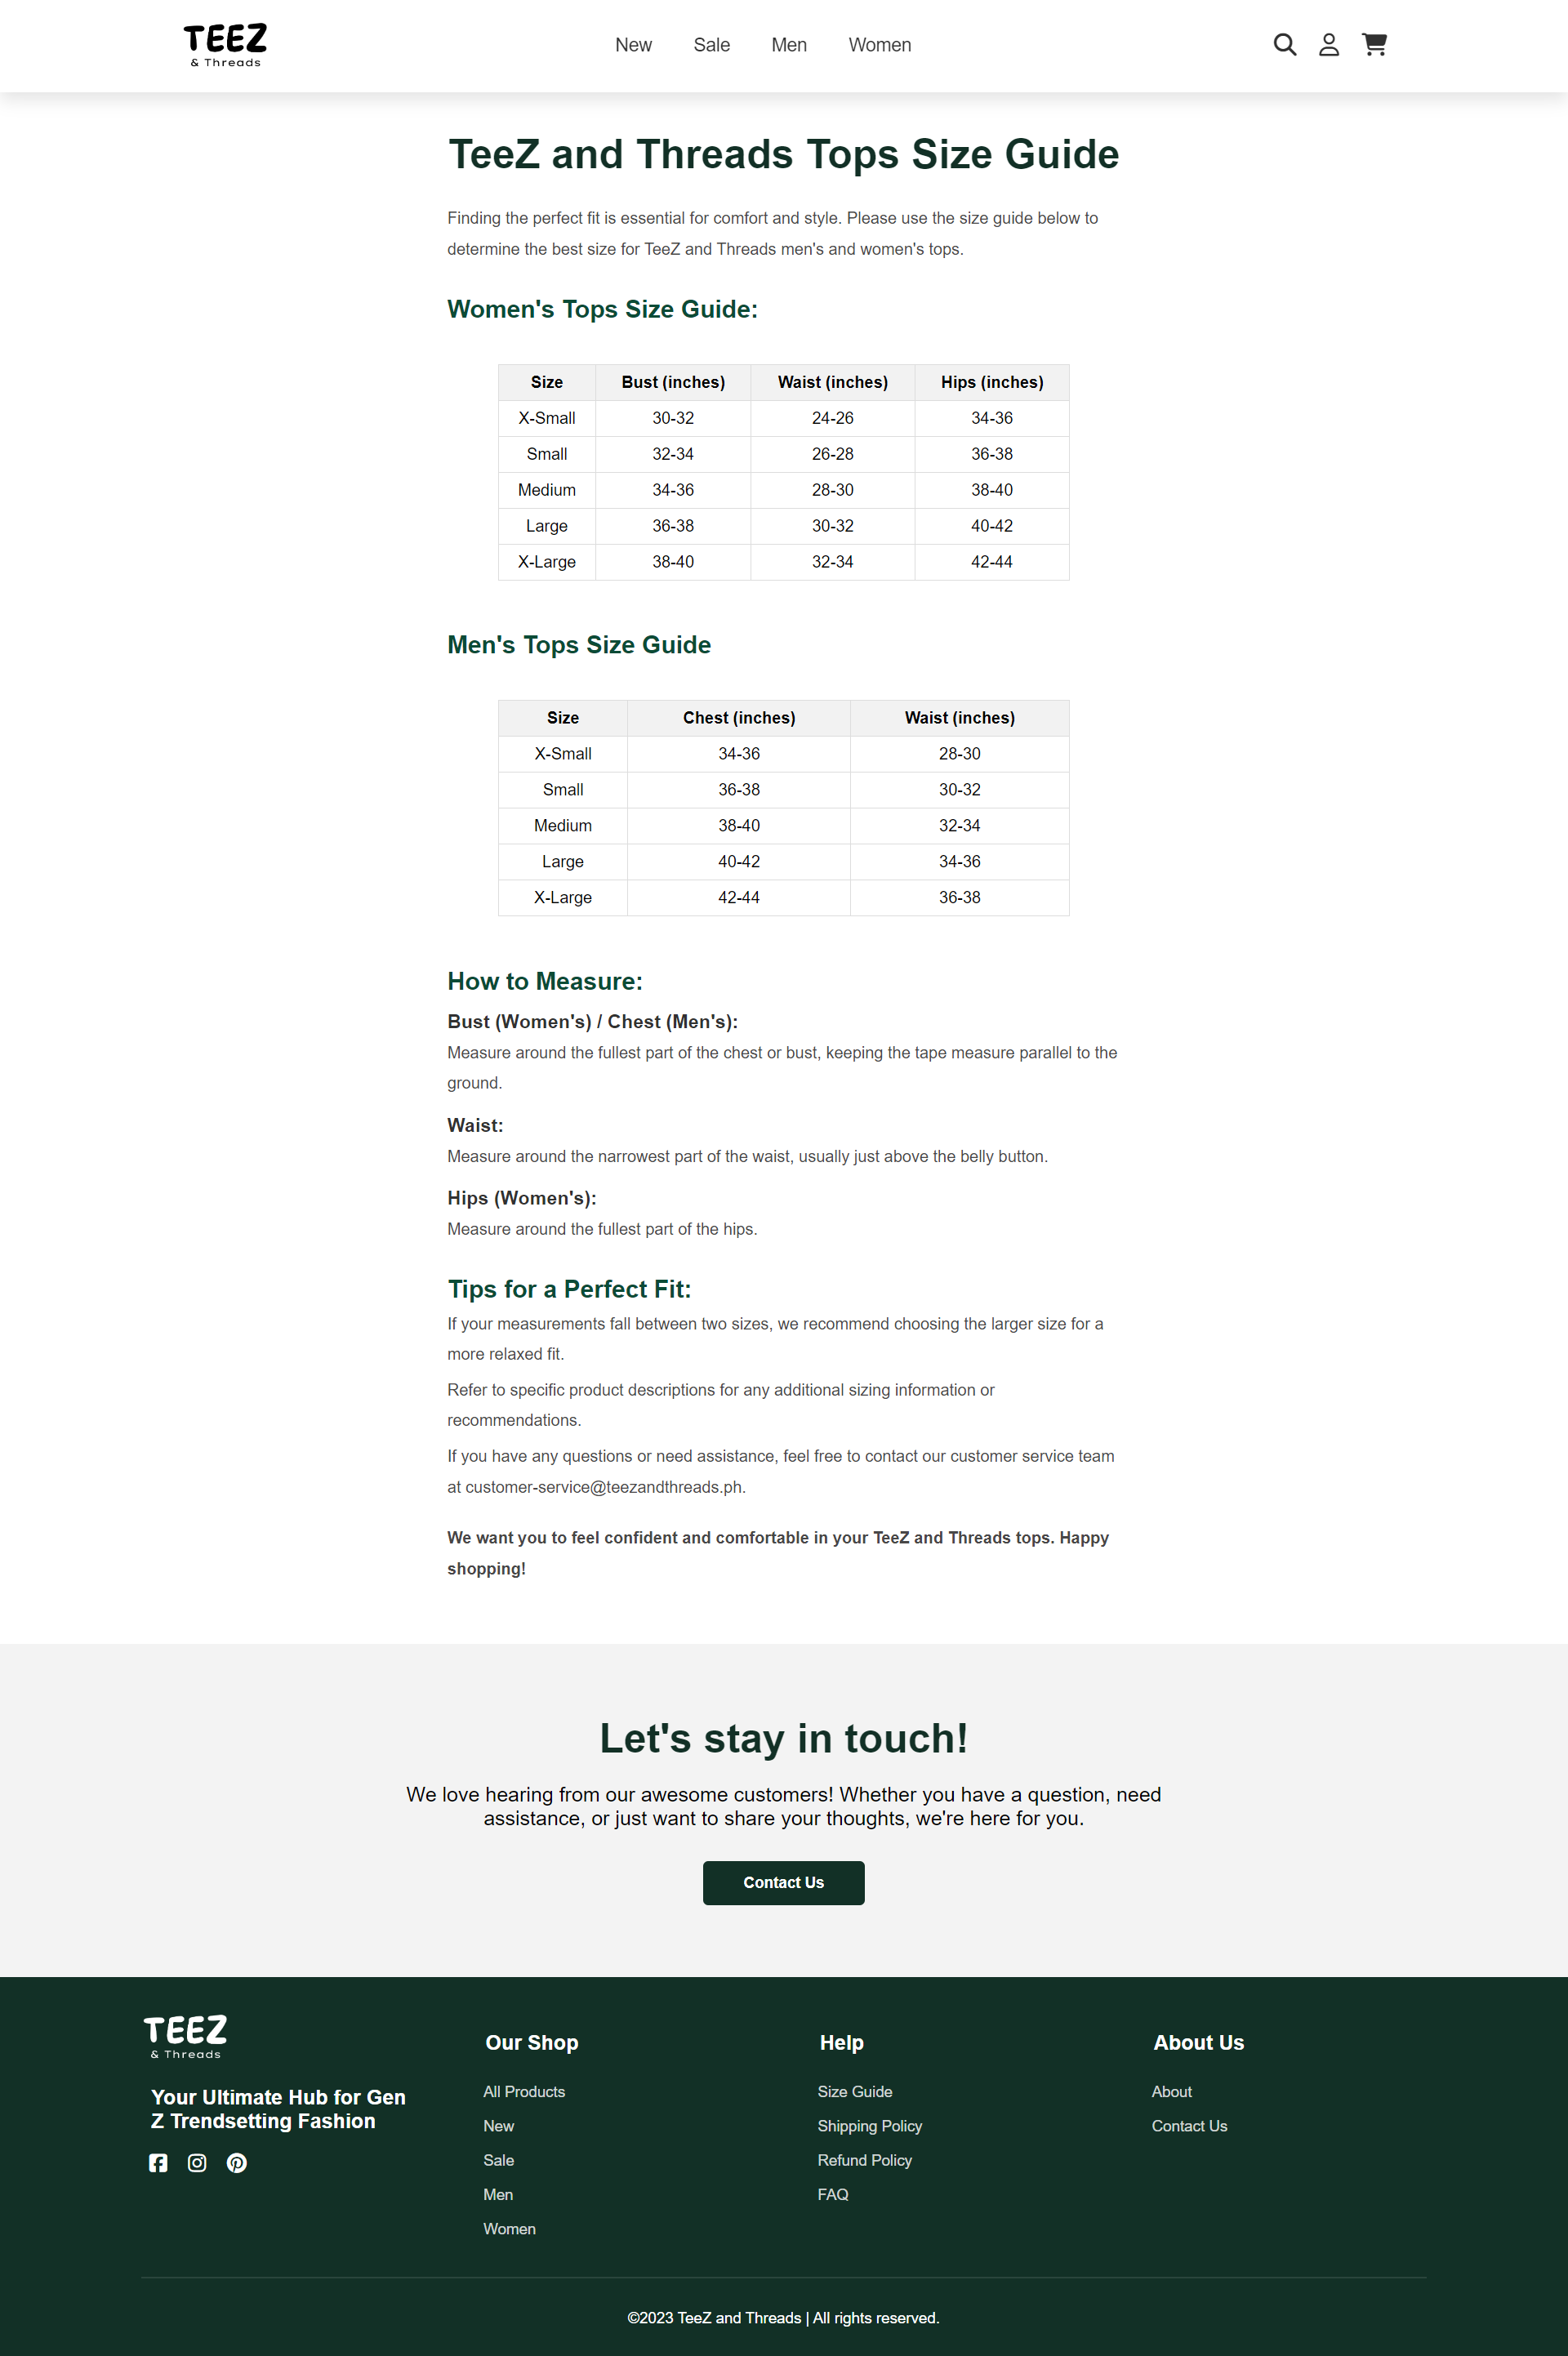 TEEZ
& Threads
New Sale Men Women
TeeZ and Threads Tops Size Guide
Finding the perfect fit is essential for comfort and style. Please use the size guide below to
determine the best size for TeeZ and Threads men's and women's tops.
Women's Tops Size Guide:
Size Bust (inches) Waist (inches) Hips (inches)
X-Small 30-32 24-26 34-36
Small 32-34 26-28 36-38
Medium 34-36 28-30 38-40
Large 36-38 30-32 40-42
X-Large 38-40 32-34 42-44
Men's Tops Size Guide
Size Chest (inches) Waist (inches)
X-Small 34-36 28-30
Small 36-38 30-32
Medium 38-40 32-34
Large 40-42 34-36
X-Large 42-44 36-38
How to Measure:
Bust (Women's) / Chest (Men's):
Measure around the fullest part of the chest or bust, keeping the tape measure parallel to the
ground.
Waist:
Measure around the narrowest part of the waist, usually just above the belly button.
Hips (Women's):
Measure around the fullest part of the hips.
Tips for a Perfect Fit:
If your measurements fall between two sizes, we recommend choosing the larger size for a
more relaxed fit.
Refer to specific product descriptions for any additional sizing information or
recommendations.
If you have any questions or need assistance, feel free to contact our customer service team
at customer-service@teezandthreads.ph.
We want you to feel confident and comfortable in your TeeZ and Threads tops. Happy
shopping!
Let's stay in touch!
We love hearing from our awesome customers! Whether you have a question, need
assistance, or just want to share your thoughts, we're here for you.
Contact Us
TEEZ
& Threads
Your Ultimate Hub for Gen
Z Trendsetting Fashion
Our Shop
All Products
New
Sale
Men
Women
Help
Size Guide
Shipping Policy
Refund Policy
FAQ
About Us
About
Contact Us
©2023 TeeZ and Threads | All rights reserved.